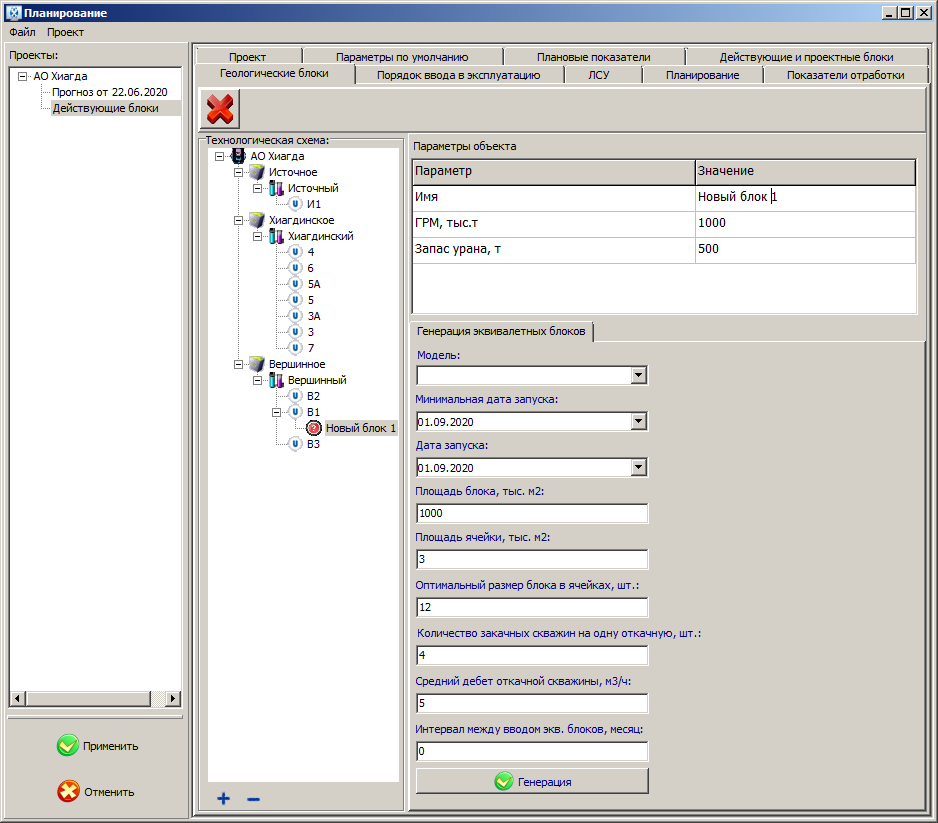 Планирование
Файл Проект
Проекты:
АО Хиагда
Прогноз от 22.06.2020
Действующие блоки
Применить
Отменить
Проект Параметры по умолчанию Плановые показатели Действующие и проектные блоки
Геологические блоки Порядок ввода в эксплуатацию ЛСУ Планирование Показатели отработки
Технологическая схема:
АО Хиагда
Источное
Источный
И1
Хиагдинское
Хиагдинский
4
6
5А
5
3А
3
7
Вершинное
Вершинный
В2
В1
Новый блок 1
В3
Параметры объекта
Параметр Значение
Имя Новый блок 1
ГРМ, тыс.т 1000
Запас урана, т 500
Генерация эквивалетных блоков
Модель:
Минимальная дата запуска:
01.09.2020
Дата запуска:
01.09.2020
Площадь блока, тыс. м2:
1000
Площадь ячейки, тыс. м2:
3
Оптимальный размер блока в ячейках, шт.:
12
Количество закачных скважин на одну откачную, шт.:
4
Средний дебет откачной скважины, м3/ч:
5
Интервал между вводом экв. блоков, месяц:
0
Генерация